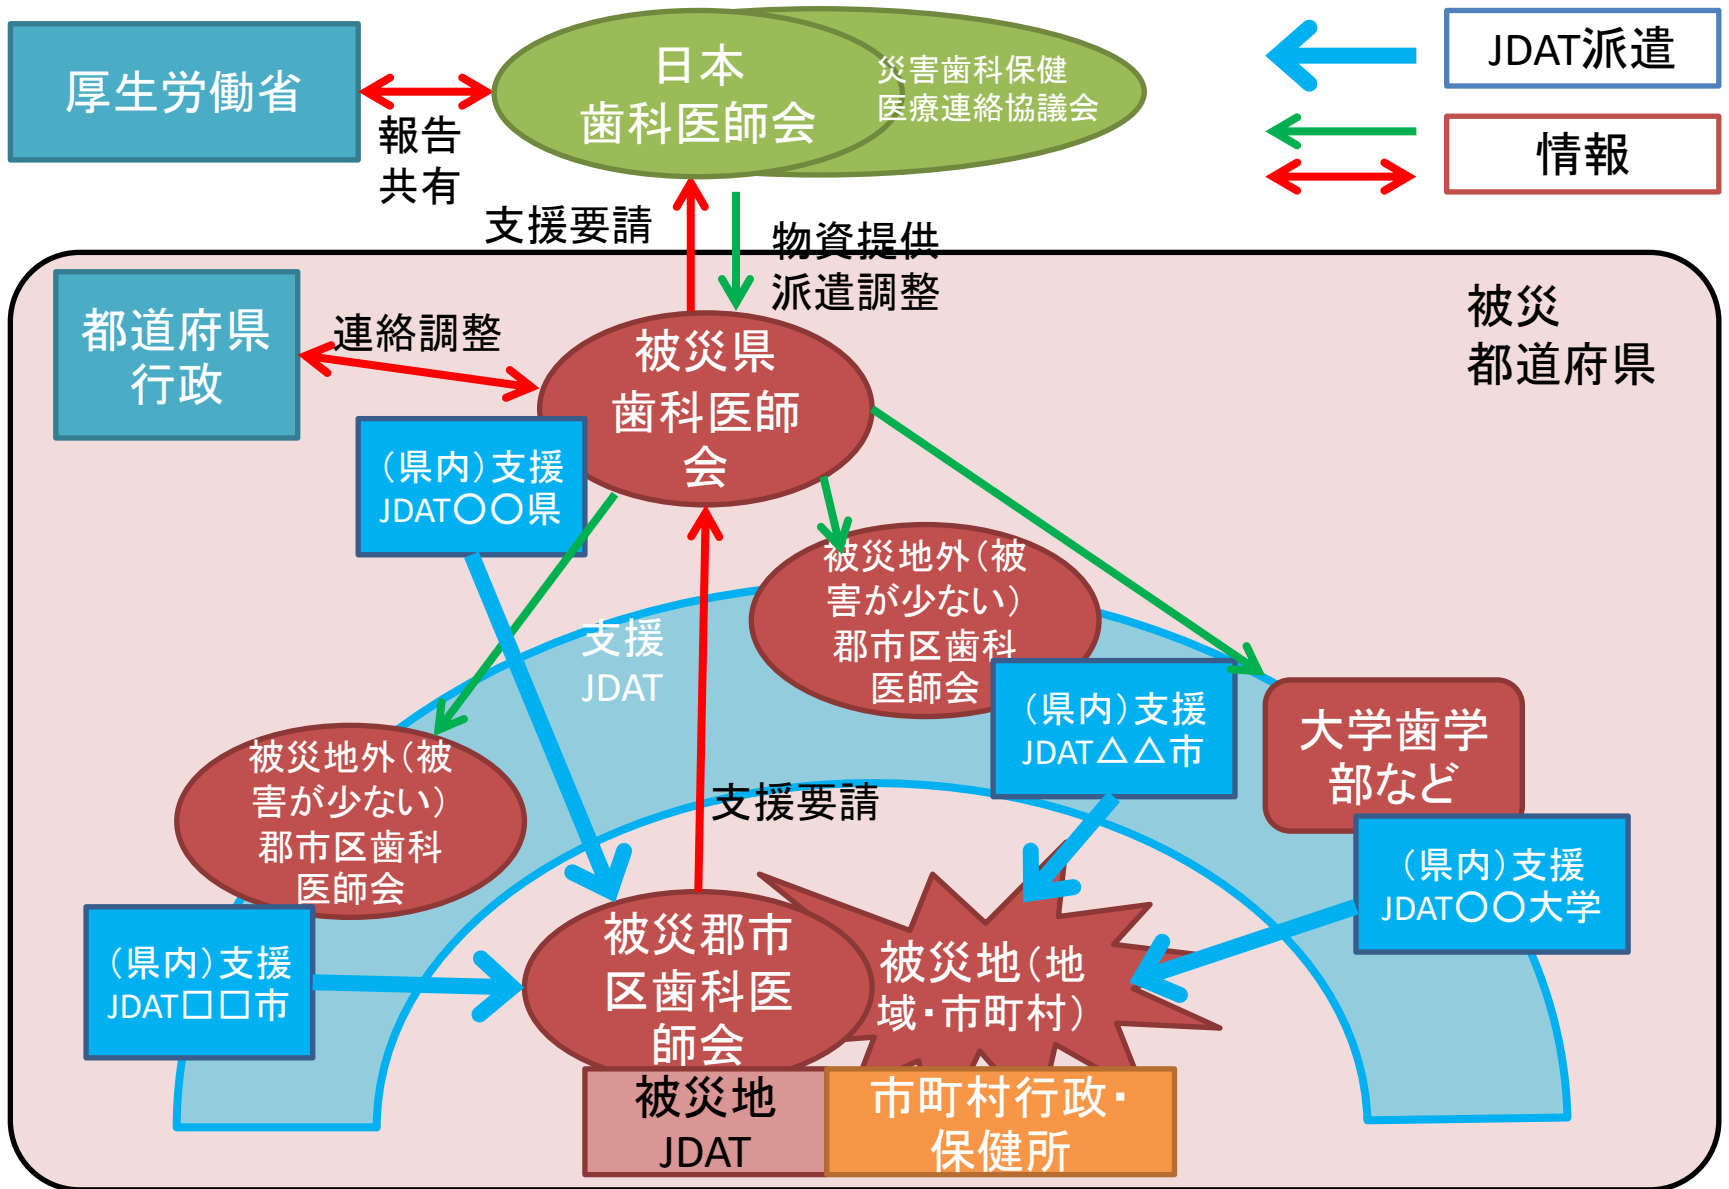 厚生労働省
日本
歯科医師会
災害歯科保健
医療連絡協議会
JDAT派遣
情報
報告
共有
支援要請
物資提供
派遣調整
都道府県
行政
連絡調整
被災県
歯科医師
会
被災
都道府県
（県内）支援
JDAT〇〇県
被災地外（被
害が少ない）
郡市区歯科
医師会
支援
JDAT
（県内）支援
JDAT△△市
大学歯学
部など
被災地外（被
害が少ない）
郡市区歯科
医師会
支援要請
（県内）支援
JDAT〇〇大学
（県内）支援
JDAT□□市
被災郡市
区歯科医
師会
被災地（地
域・市町村）
被災地
JDAT
市町村行政・
保健所